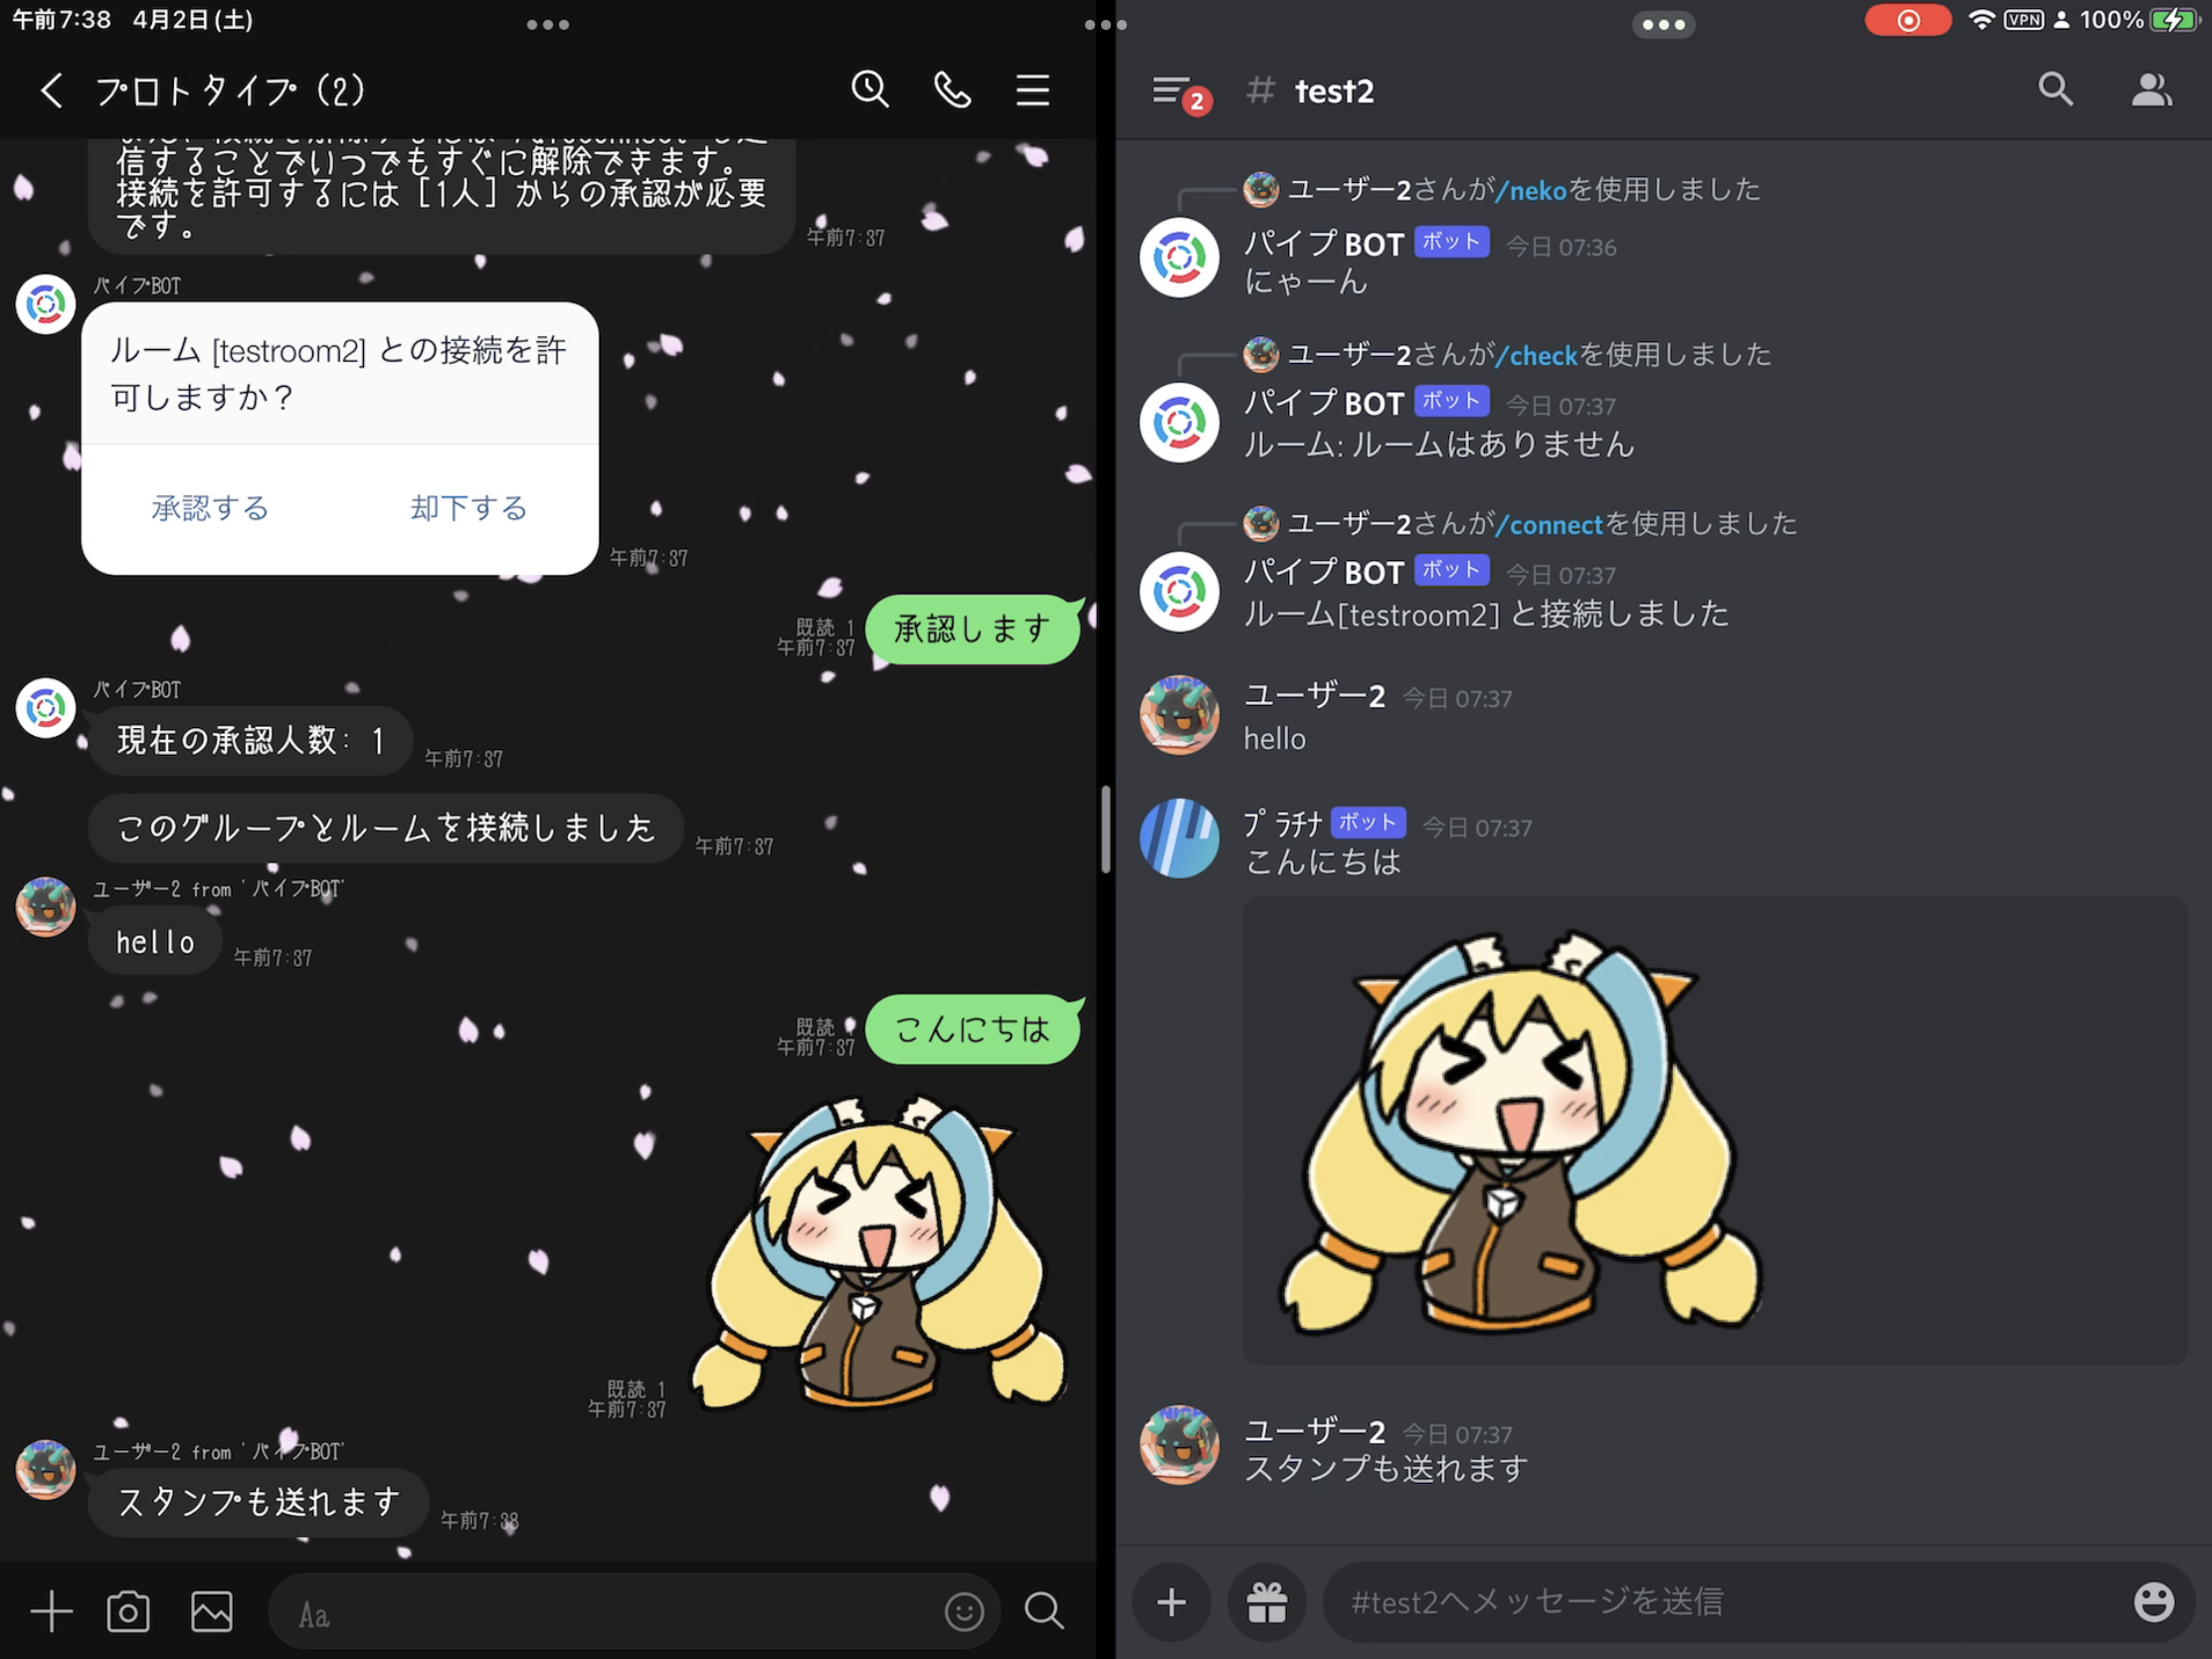 午前7:38 4月2日(土)
VPN 100%
プロトタイプ (2)
信することでいつでもすぐに解除できます。
接続を許可するには [1人] からの承認が必要
です。
午前7:37
パイプBOT
ルーム [testroom2] との接続を許
可しますか？
承認する 却下する
午前7:37
既読 1
午前7:37
承認します
パイプBOT
現在の承認人数: 1
午前7:37
このグループとルームを接続しました
午前7:37
ユーザー2 from 'パイプBOT'
hello
午前7:37
既読
午前7:37
こんにちは
既読 1
午前7:37
ユーザー2 from 'パイプBOT'
スタンプも送れます
午前7:38
Aa
2
# test2
ユーザー2さんが/nekoを使用しました
パイプBOT ボット 今日 07:36
にゃーん
ユーザー2さんが/checkを使用しました
パイプBOT ボット 今日 07:37
ルーム: ルームはありません
ユーザー2さんが/connectを使用しました
パイプBOT ボット 今日 07:37
ルーム[testroom2] と接続しました
ユーザー2 今日 07:37
hello
ﾌﾟﾗﾁﾅ ボット 今日 07:37
こんにちは
ユーザー2 今日 07:37
スタンプも送れます
#test2へメッセージを送信